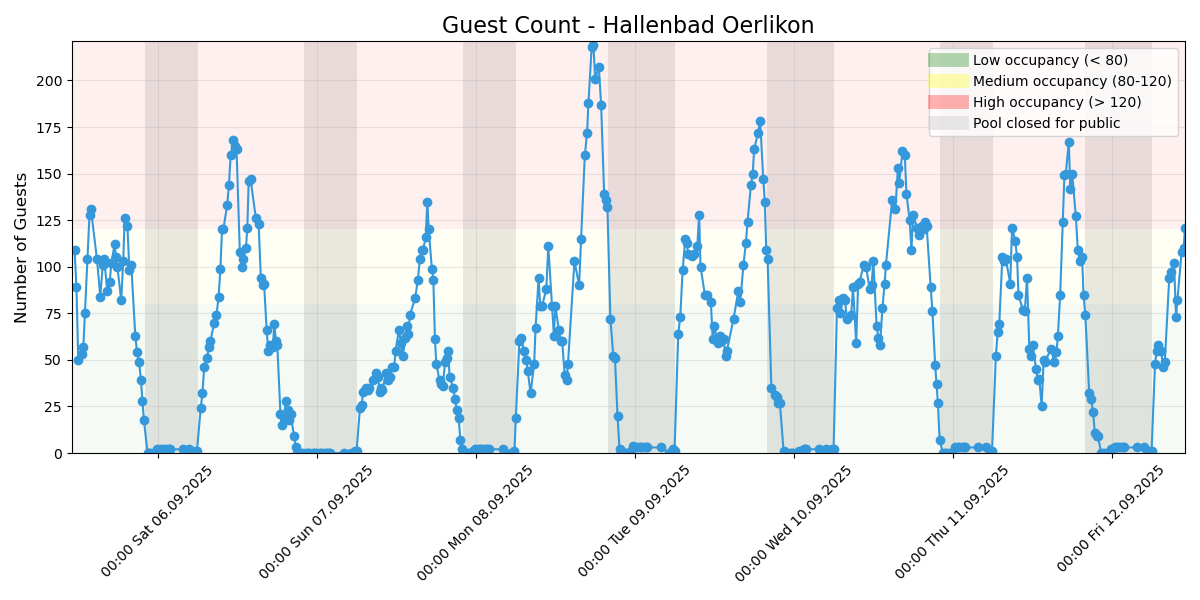 Guest Count - Hallenbad Oerlikon
Low occupancy (< 80)
Medium occupancy (80-120)
High occupancy (> 120)
Pool closed for public
Number of Guests
200
175
150
125
100
75
50
25
0
00:00 Sat 06.09.2025
00:00 Sun 07.09.2025
00:00 Mon 08.09.2025
00:00 Tue 09.09.2025
00:00 Wed 10.09.2025
00:00 Thu 11.09.2025
00:00 Fri 12.09.2025